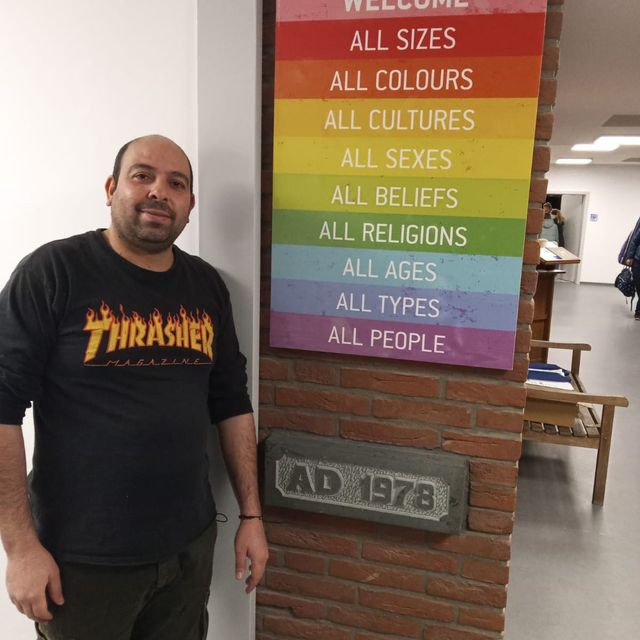 WELCOME
ALL SIZES
ALL COLOURS
ALL CULTURES
ALL SEXES
ALL BELIEFS
ALL RELIGIONS
ALL AGES
ALL TYPES
ALL PEOPLE
THRASHER
MAGAZINE
AD 1978